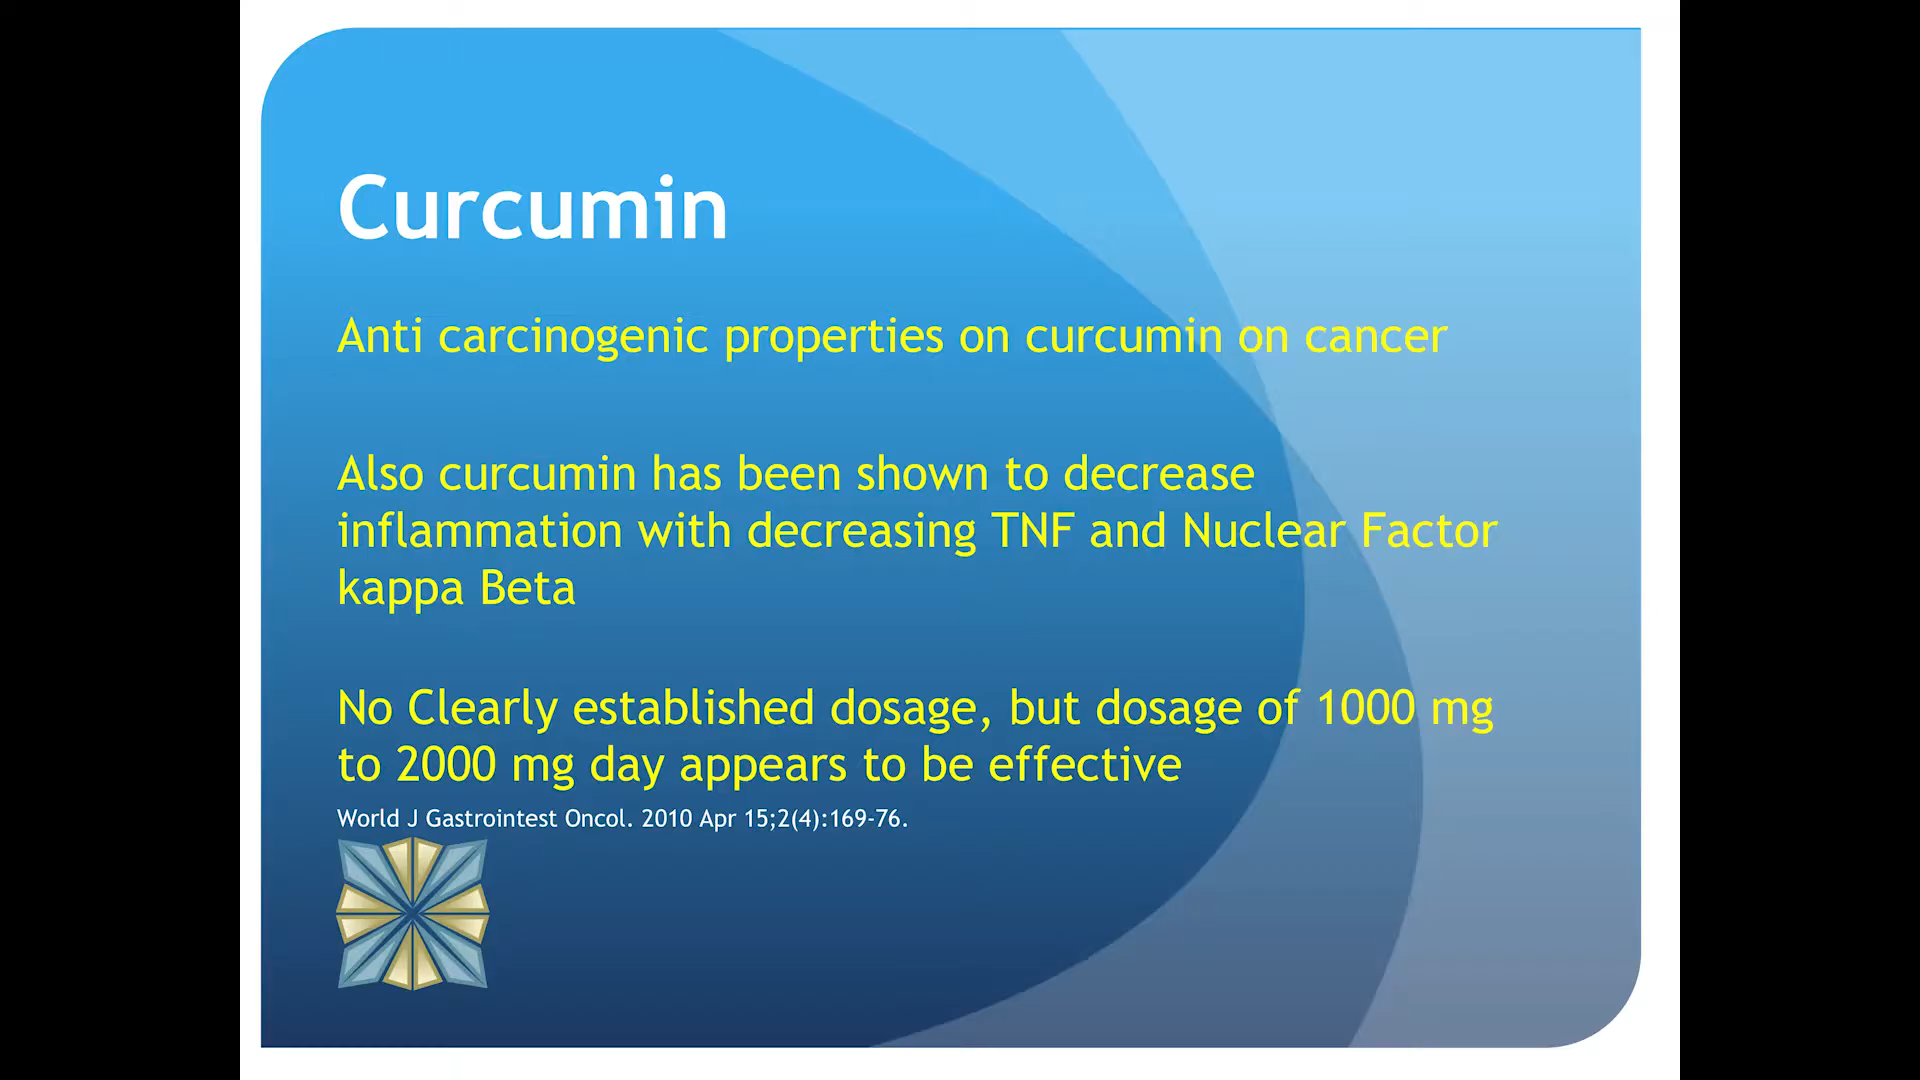 Curcumin
Anti carcinogenic properties on curcumin on cancer
Also curcumin has been shown to decrease
inflammation with decreasing TNF and Nuclear Factor
kappa Beta
No Clearly established dosage, but dosage of 1000 mg
to 2000 mg day appears to be effective
World J Gastrointest Oncol. 2010 Apr 15;2(4):169-76.